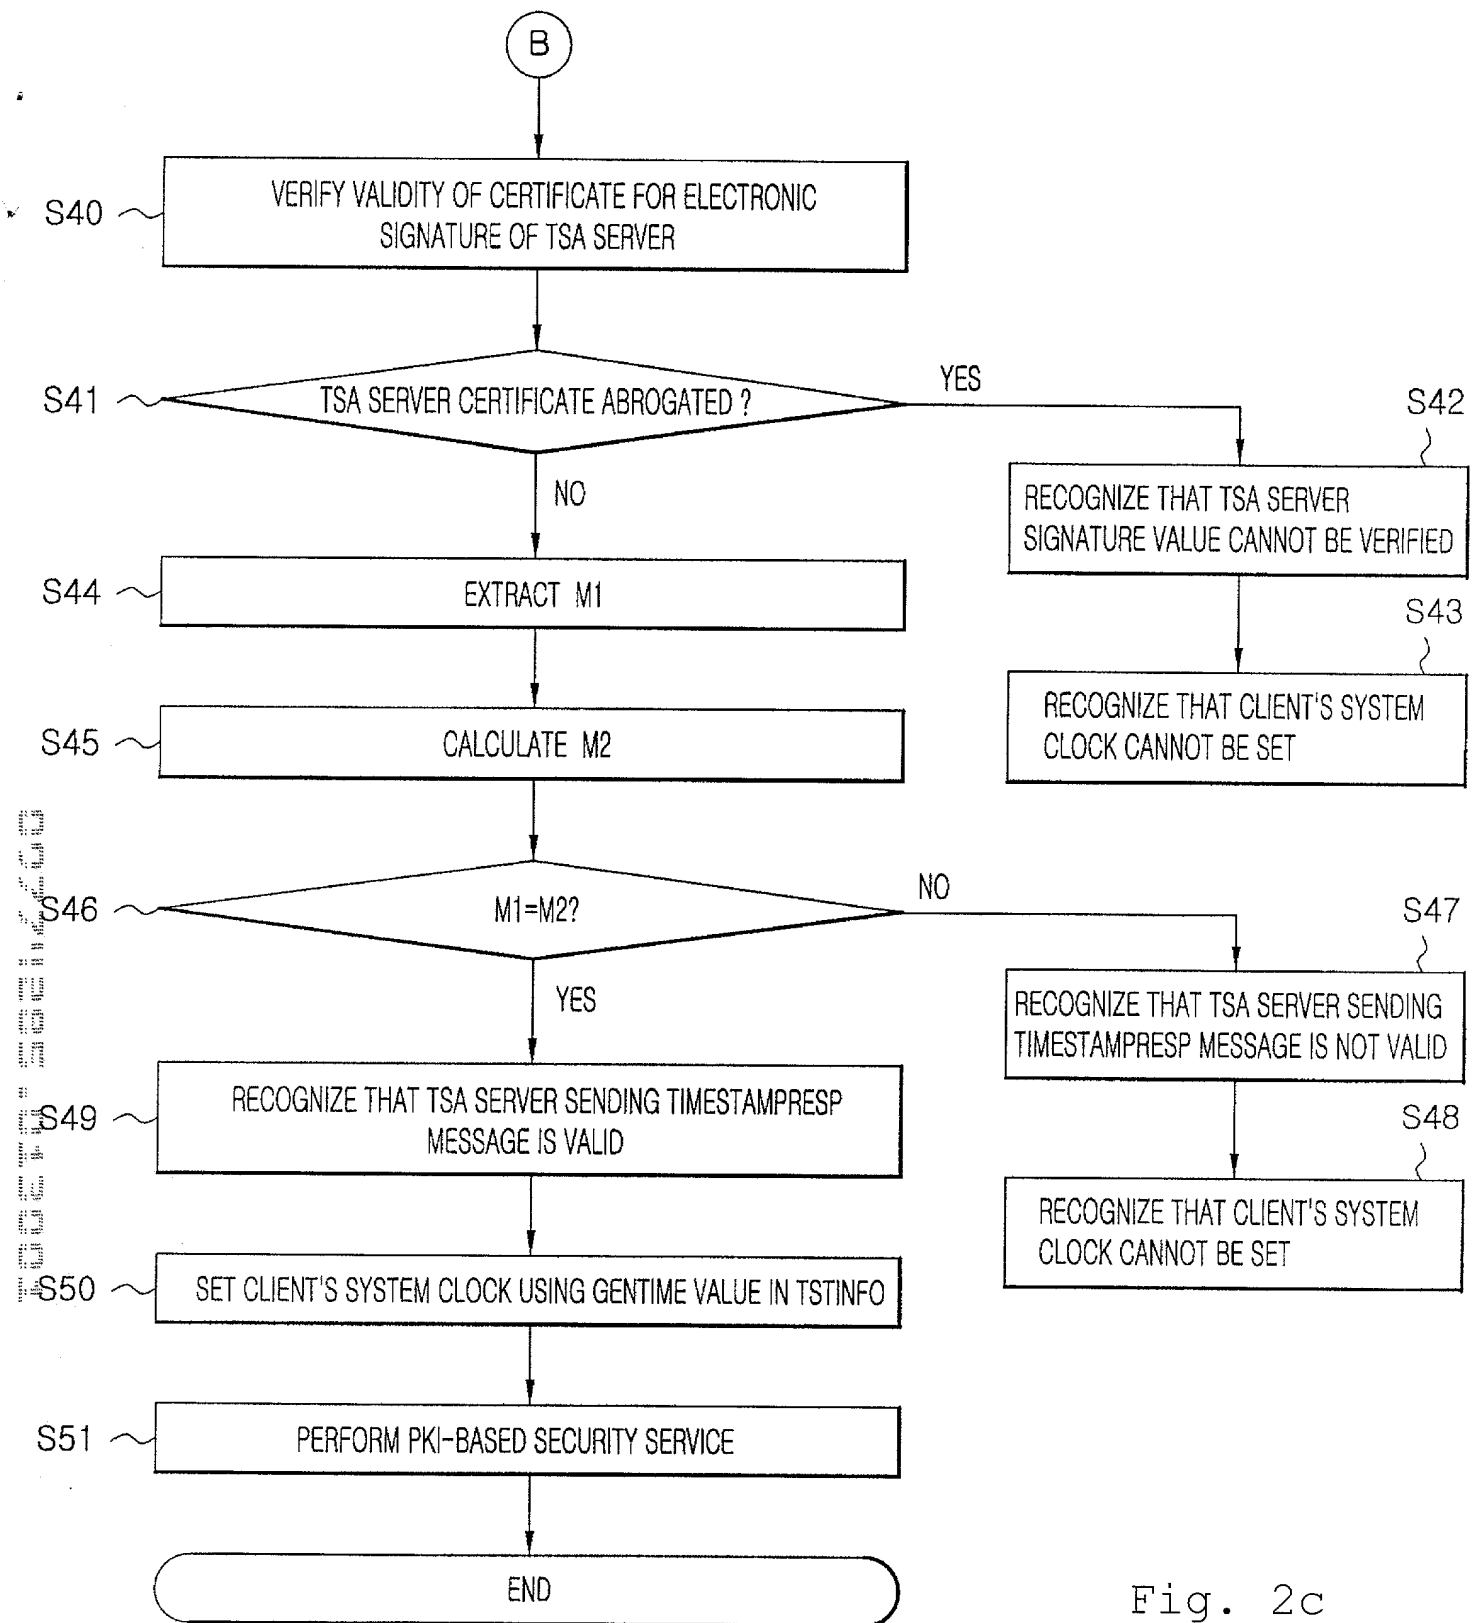 B
S40
VERIFY VALIDITY OF CERTIFICATE FOR ELECTRONIC
SIGNATURE OF TSA SERVER
S41
TSA SERVER CERTIFICATE ABROGATED ?
YES
NO
S42
RECOGNIZE THAT TSA SERVER
SIGNATURE VALUE CANNOT BE VERIFIED
S43
RECOGNIZE THAT CLIENT'S SYSTEM
CLOCK CANNOT BE SET
S44
EXTRACT M1
S45
CALCULATE M2
S46
M1=M2?
NO
YES
S47
RECOGNIZE THAT TSA SERVER SENDING
TIMESTAMPRESP MESSAGE IS NOT VALID
S48
RECOGNIZE THAT CLIENT'S SYSTEM
CLOCK CANNOT BE SET
S49
RECOGNIZE THAT TSA SERVER SENDING TIMESTAMPRESP
MESSAGE IS VALID
S50
SET CLIENT'S SYSTEM CLOCK USING GENTIME VALUE IN TSTINFO
S51
PERFORM PKI-BASED SECURITY SERVICE
END
Fig. 2c